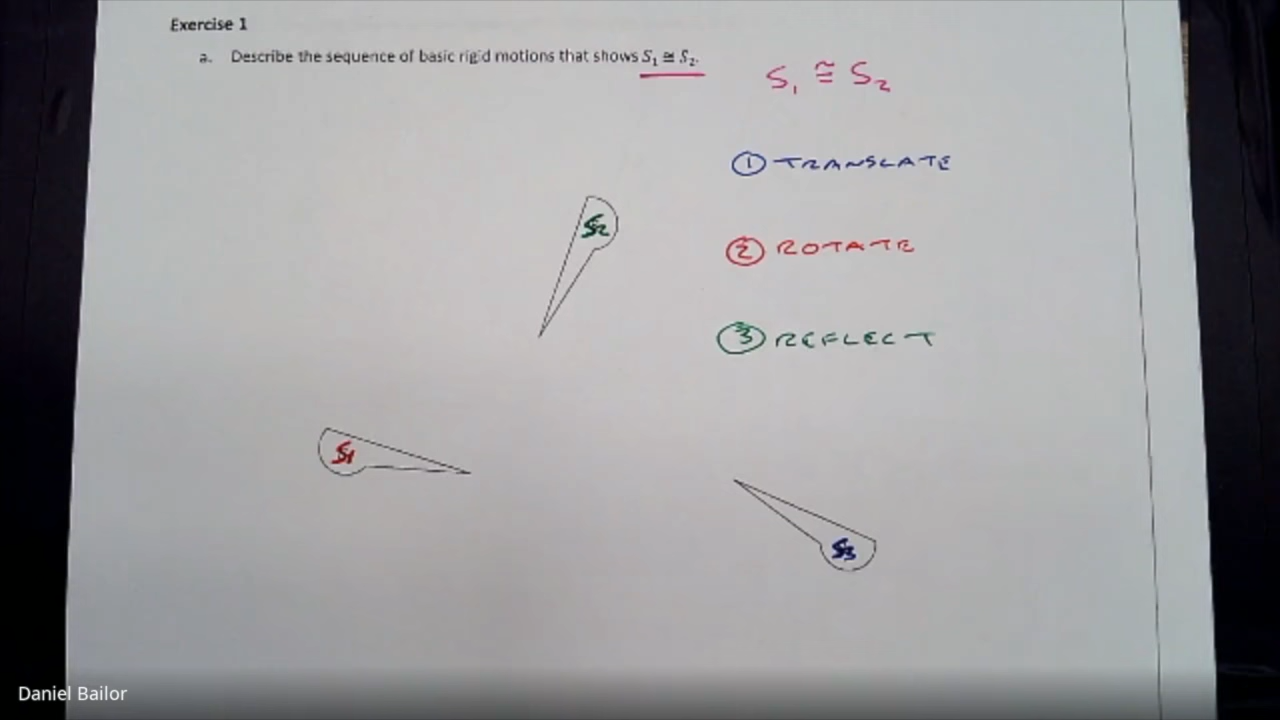 Exercise 1
a. Describe the sequence of basic rigid motions that shows S₁ ≅ S₂.
S₁ ≅ S₂
① TRANSLATE
② ROTATE
③ REFLECT
S₂
S₁
S₃
Daniel Bailor